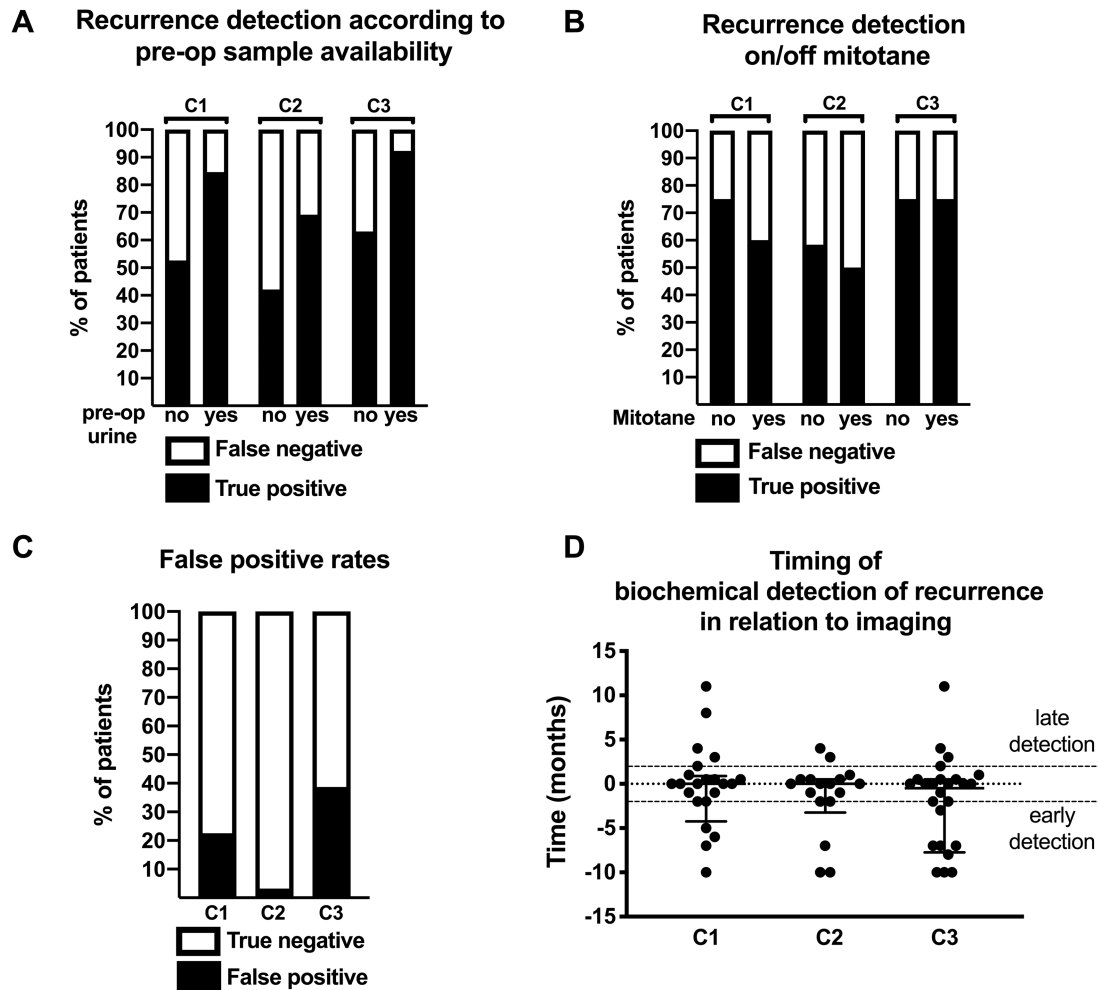 A
Recurrence detection according to
pre-op sample availability
C1 C2 C3
100
90
80
70
60
50
40
30
20
10
% of patients
pre-op
urine
no yes no yes no yes
False negative
True positive
B
Recurrence detection
on/off mitotane
C1 C2 C3
100
90
80
70
60
50
40
30
20
10
% of patients
Mitotane no yes no yes no yes
False negative
True positive
C
False positive rates
100
90
80
70
60
50
40
30
20
10
% of patients
C1 C2 C3
True negative
False positive
D
Timing of
biochemical detection of recurrence
in relation to imaging
15
10
5
0
-5
-10
-15
Time (months)
late
detection
early
detection
C1 C2 C3